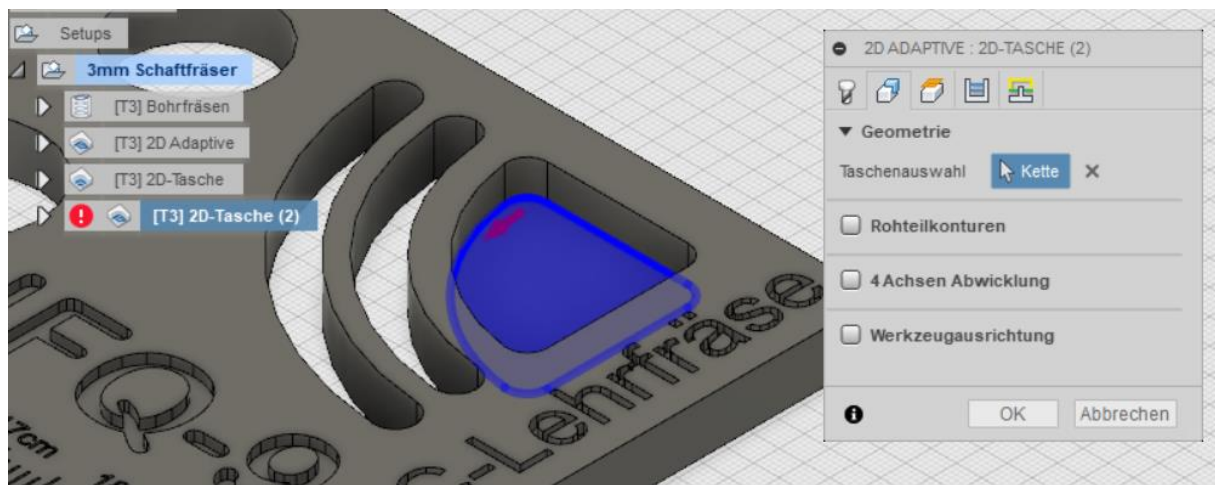 Setups
3mm Schaftfräser
[T3] Bohrfräsen
[T3] 2D Adaptive
[T3] 2D-Tasche
[T3] 2D-Tasche (2)
2D ADAPTIVE : 2D-TASCHE (2)
Geometrie
Taschenauswahl Kette
Rohteilkonturen
4 Achsen Abwicklung
Werkzeugausrichtung
OK Abbrechen
-Lehrfräse
7cm